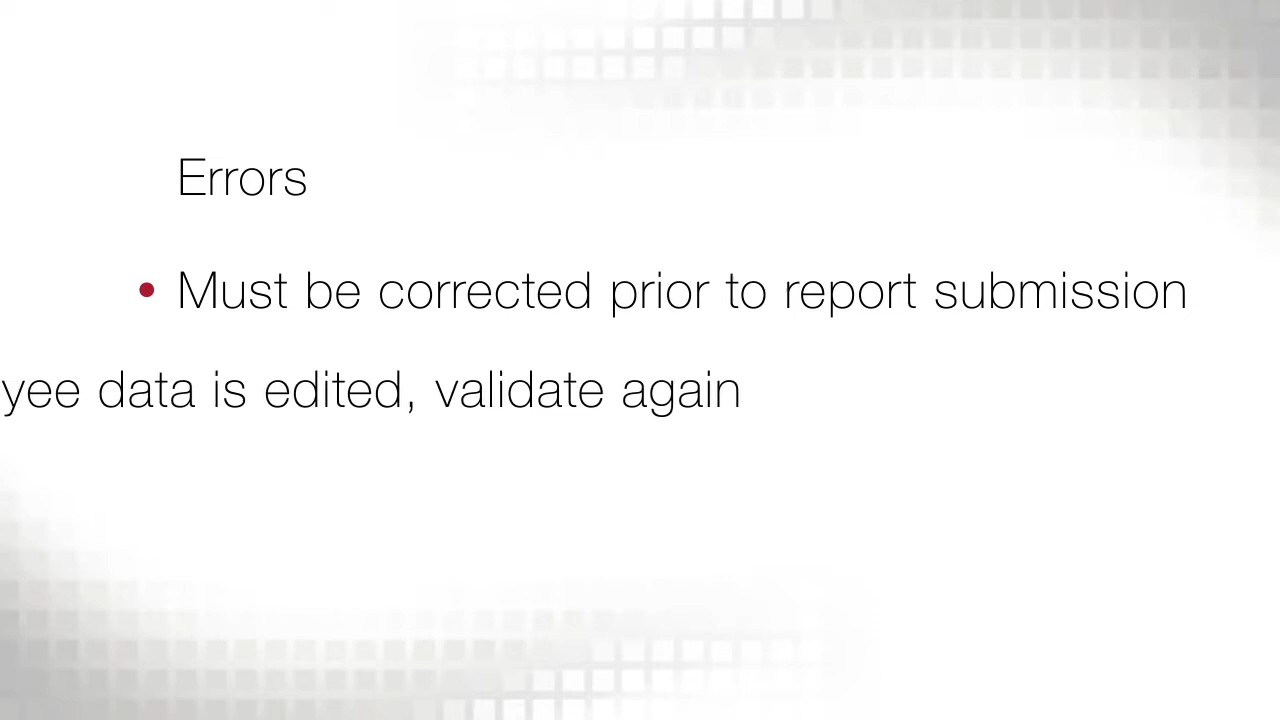 Errors
• Must be corrected prior to report submission
yee data is edited, validate again